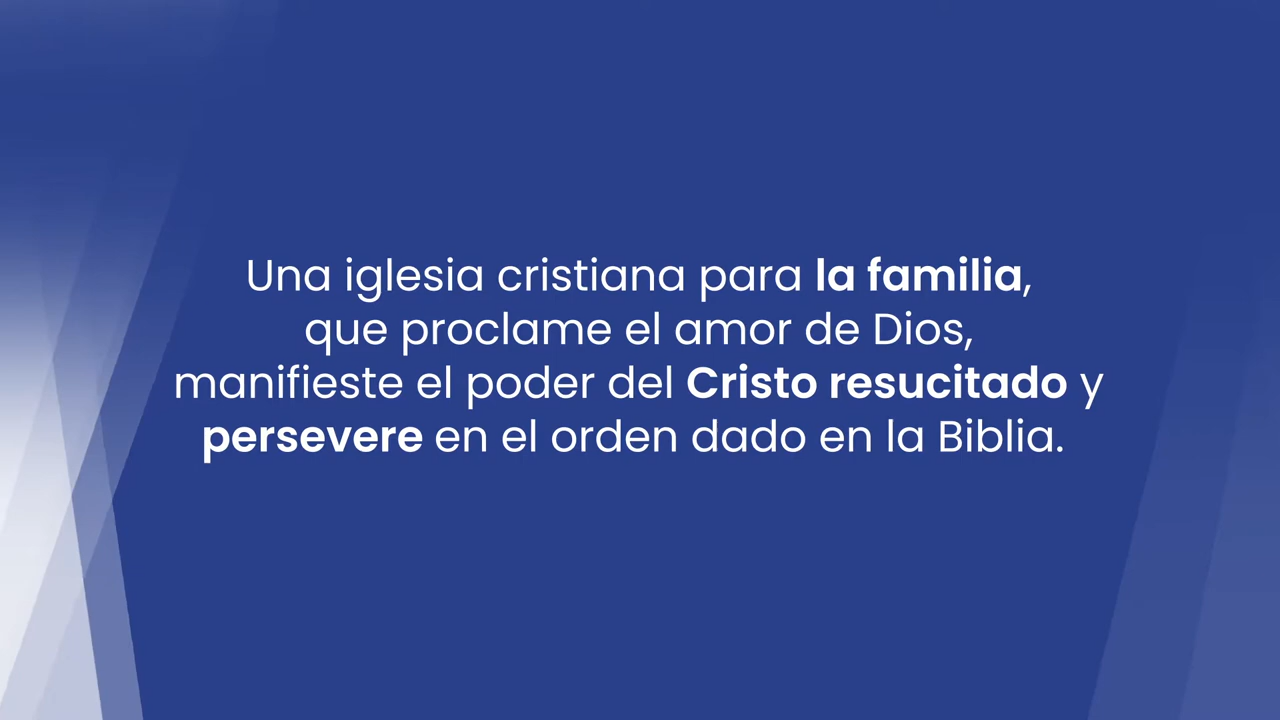 Una iglesia cristiana para la familia,
que proclame el amor de Dios,
manifieste el poder del Cristo resucitado y
persevere en el orden dado en la Biblia.